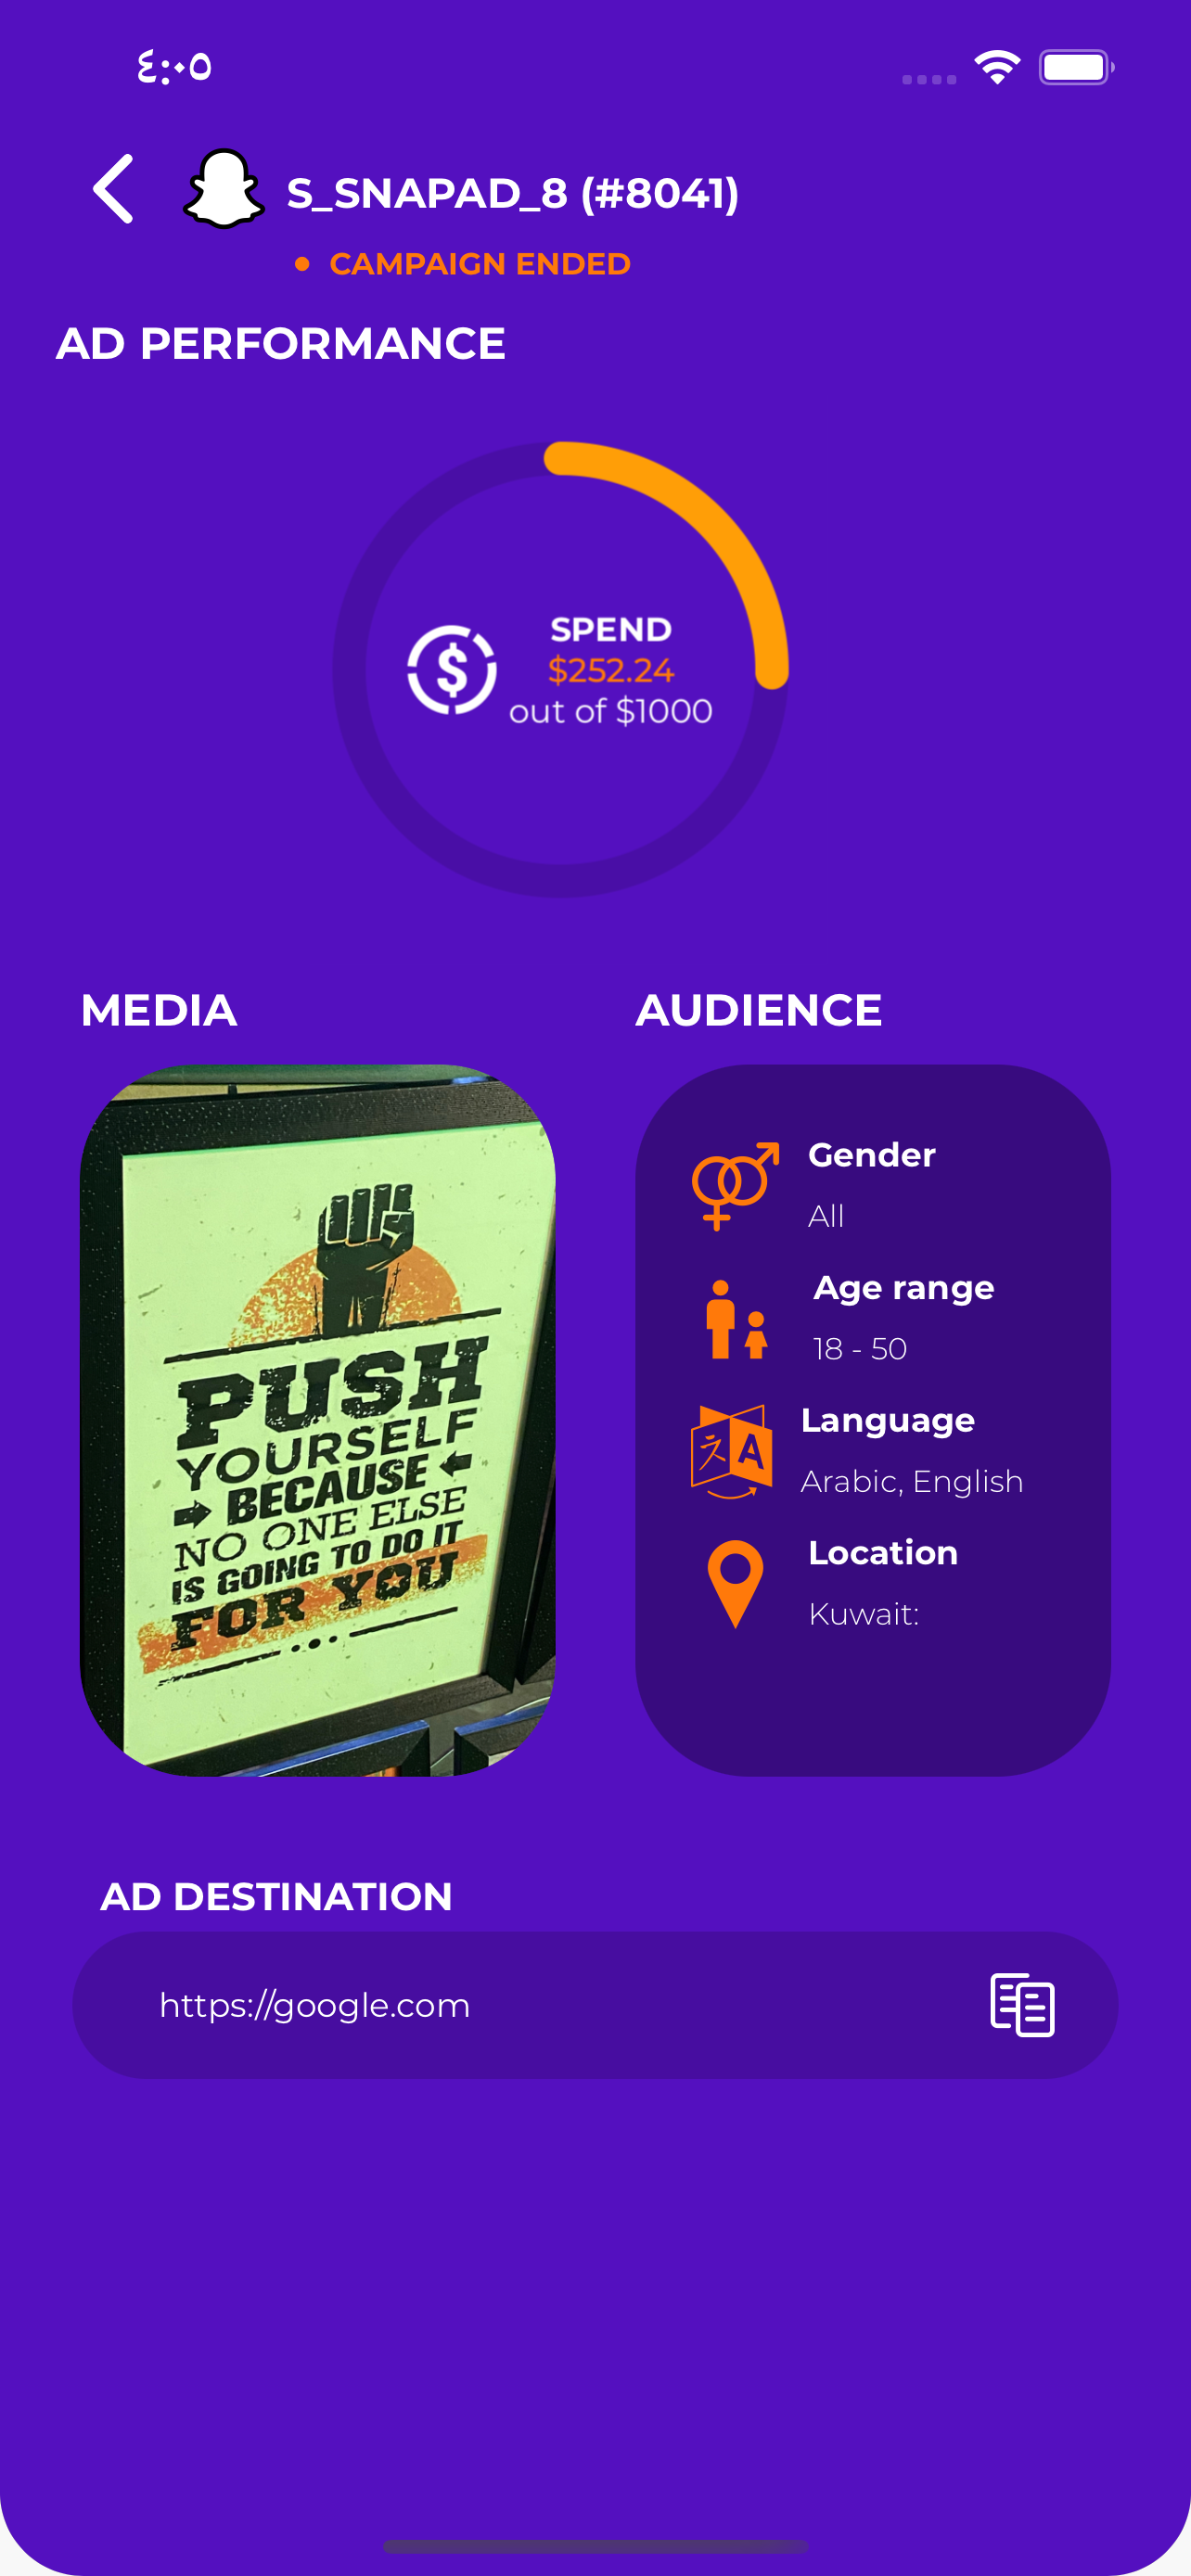 ٤:٠٥
S_SNAPAD_8 (#8041)
CAMPAIGN ENDED
AD PERFORMANCE
SPEND
$252.24
out of $1000
MEDIA
AUDIENCE
PUSH
YOURSELF
BECAUSE
NO ONE ELSE
IS GOING TO DO IT
FOR YOU
Gender
All
Age range
18 - 50
Language
Arabic, English
Location
Kuwait:
AD DESTINATION
https://google.com